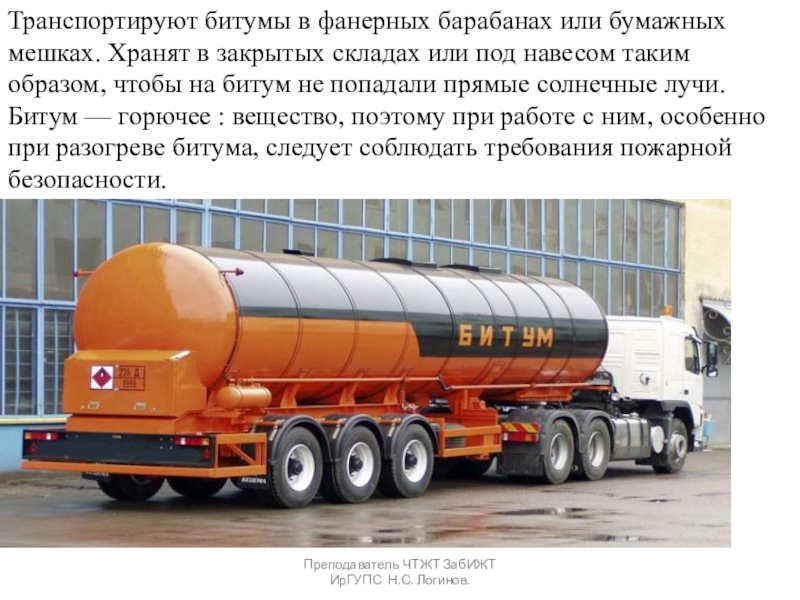 Транспортируют битумы в фанерных барабанах или бумажных
мешках. Хранят в закрытых складах или под навесом таким
образом, чтобы на битум не попадали прямые солнечные лучи.
Битум — горючее : вещество, поэтому при работе с ним, особенно
при разогреве битума, следует соблюдать требования пожарной
безопасности.
БИТУМ
1999
Преподаватель ЧТЖТ ЗабИЖТ
ИрГУПС Н.С. Логинов.